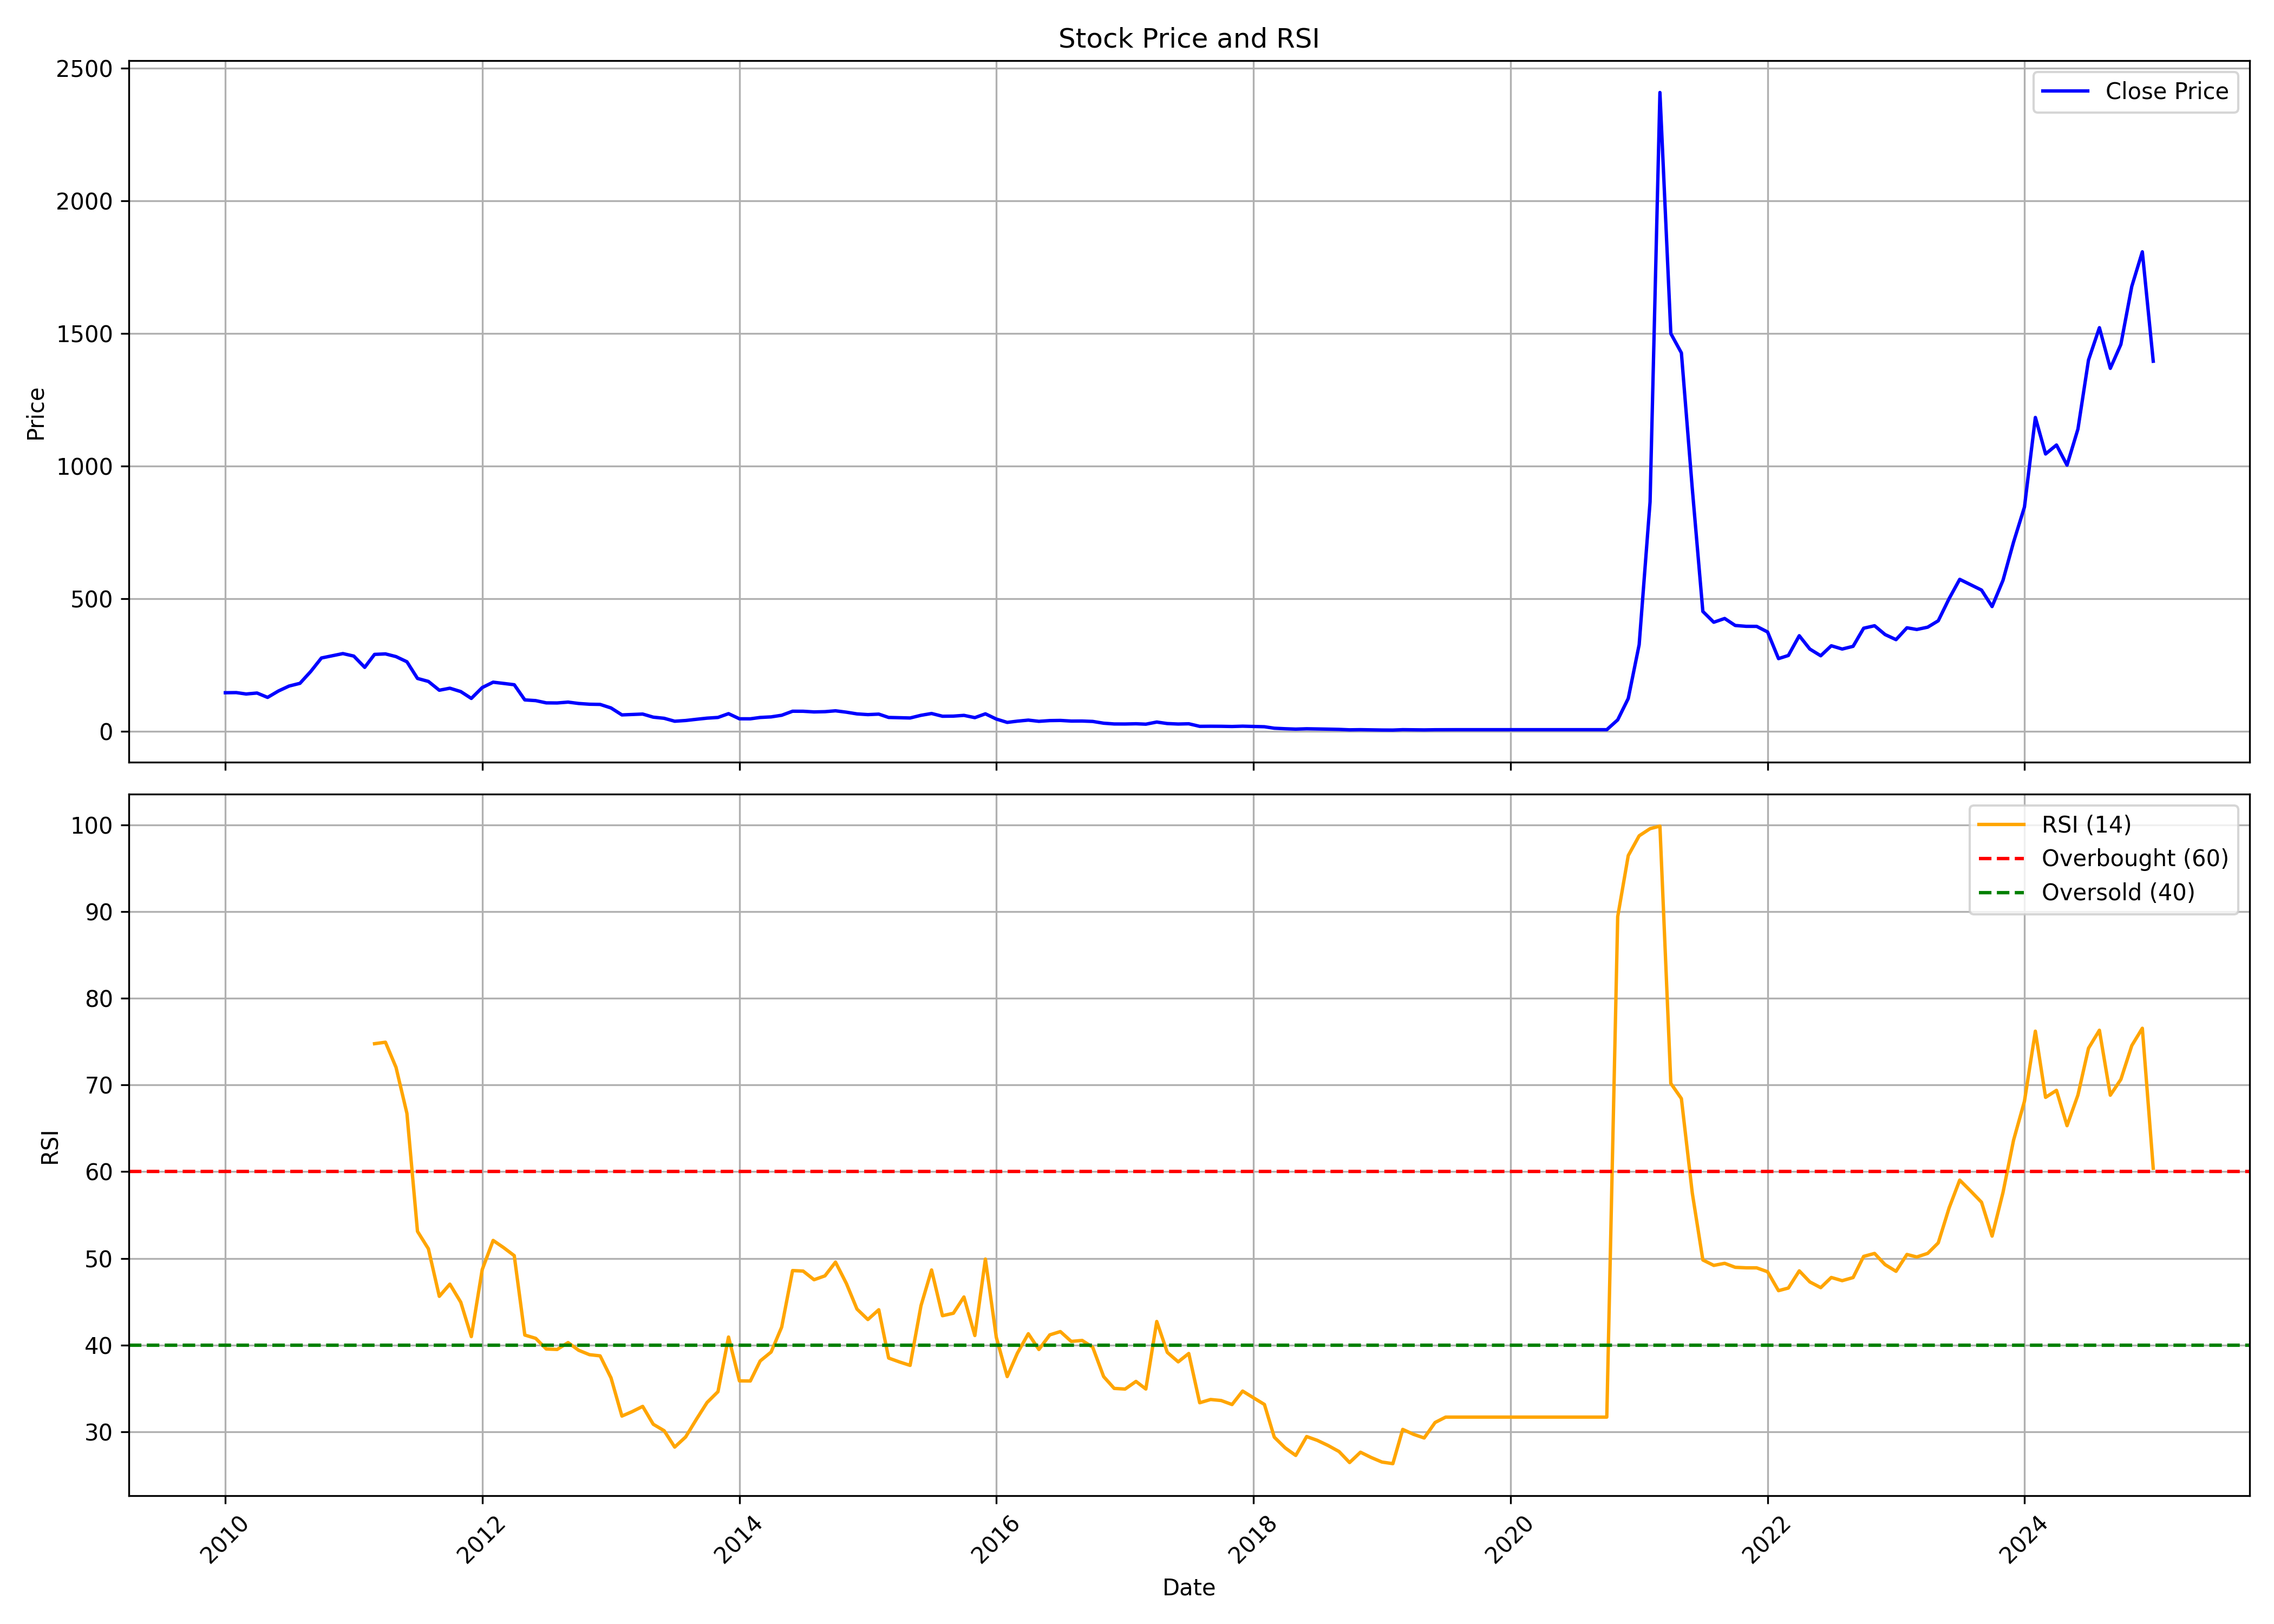 Stock Price and RSI
2500
2000
1500
1000
500
0
Price
Close Price
100
90
80
70
60
50
40
30
RSI
RSI (14)
Overbought (60)
Oversold (40)
2010
2012
2014
2016
2018
2020
2022
2024
Date